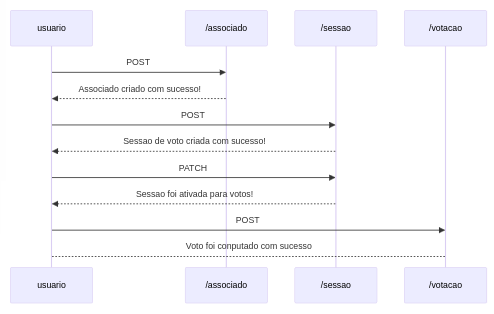 usuario /associado /sessao /votacao
POST
Associado criado com sucesso!
POST
Sessao de voto criada com sucesso!
PATCH
Sessao foi ativada para votos!
POST
Voto foi conputado com sucesso
usuario /associado /sessao /votacao